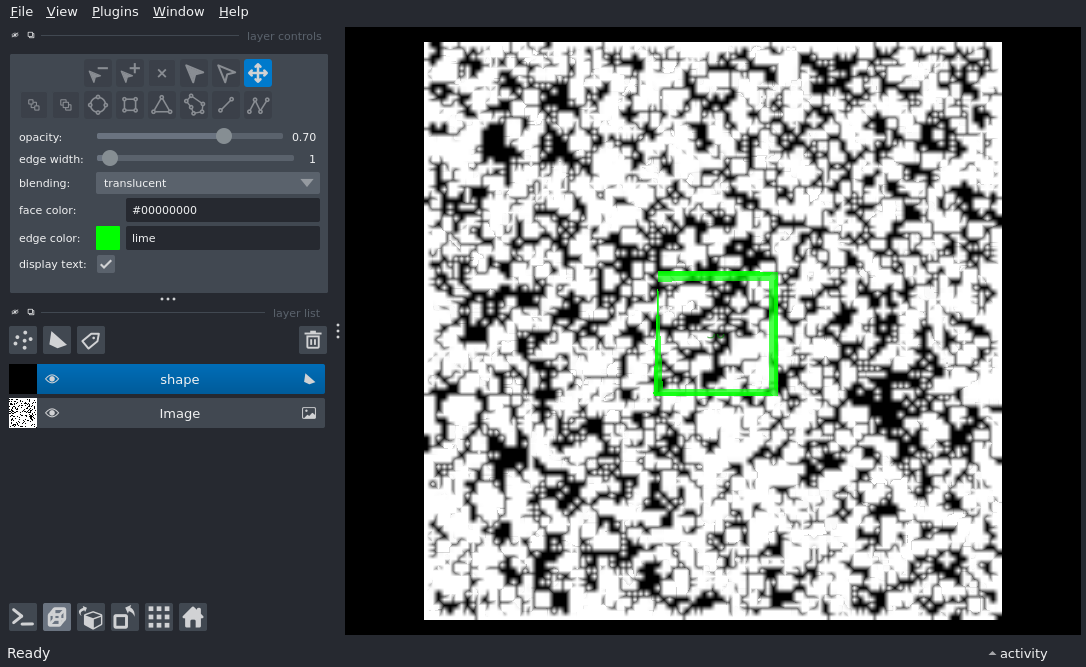 File View Plugins Window Help
layer controls
opacity: 0.70
edge width: 1
blending: translucent
face color: #00000000
edge color: lime
display text:
layer list
shape
Image
Ready
activity